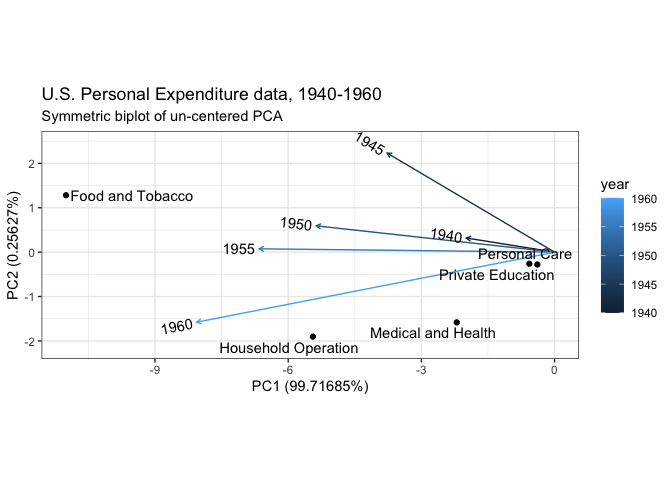 U.S. Personal Expenditure data, 1940-1960
Symmetric biplot of un-centered PCA
PC2 (0.25627%)
2
1
0
-1
-2
1945
Food and Tobacco
1950
1940
1955
Personal Care
Private Education
1960
Medical and Health
Household Operation
-9
-6
-3
0
PC1 (99.71685%)
year
1960
1955
1950
1945
1940